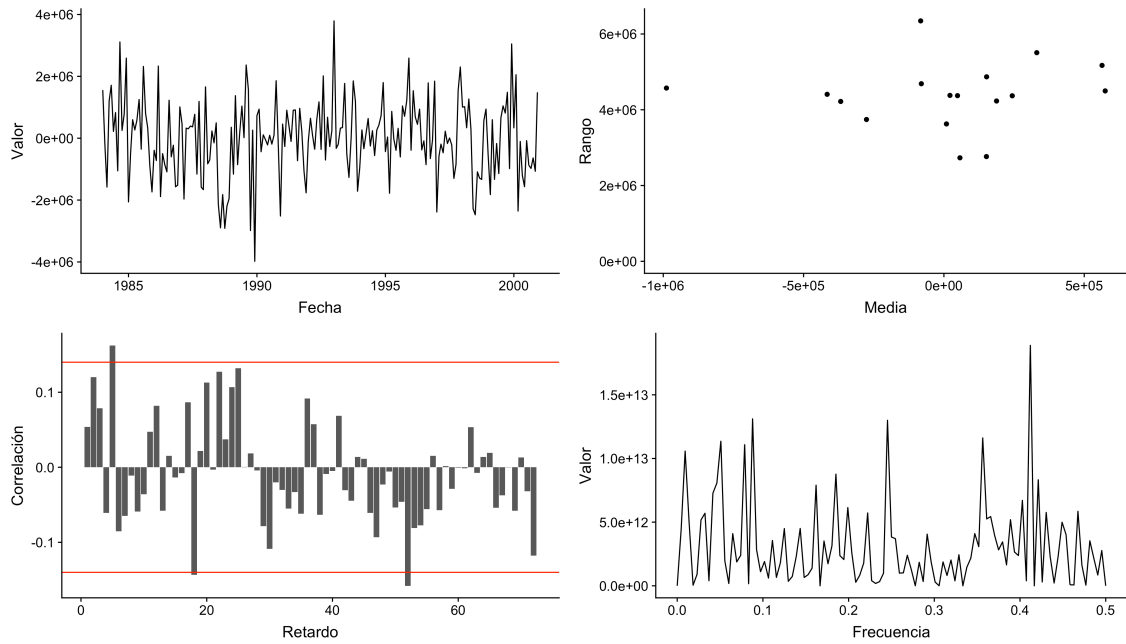 4e+06
2e+06
0e+00
-2e+06
-4e+06
Valor
1985
1990
1995
2000
Fecha
6e+06
4e+06
2e+06
0e+00
Rango
-1e+06
-5e+05
0e+00
5e+05
Media
0.1
0.0
-0.1
Correlación
0
20
40
60
Retardo
1.5e+13
1.0e+13
5.0e+12
0.0e+00
Valor
0.0
0.1
0.2
0.3
0.4
0.5
Frecuencia